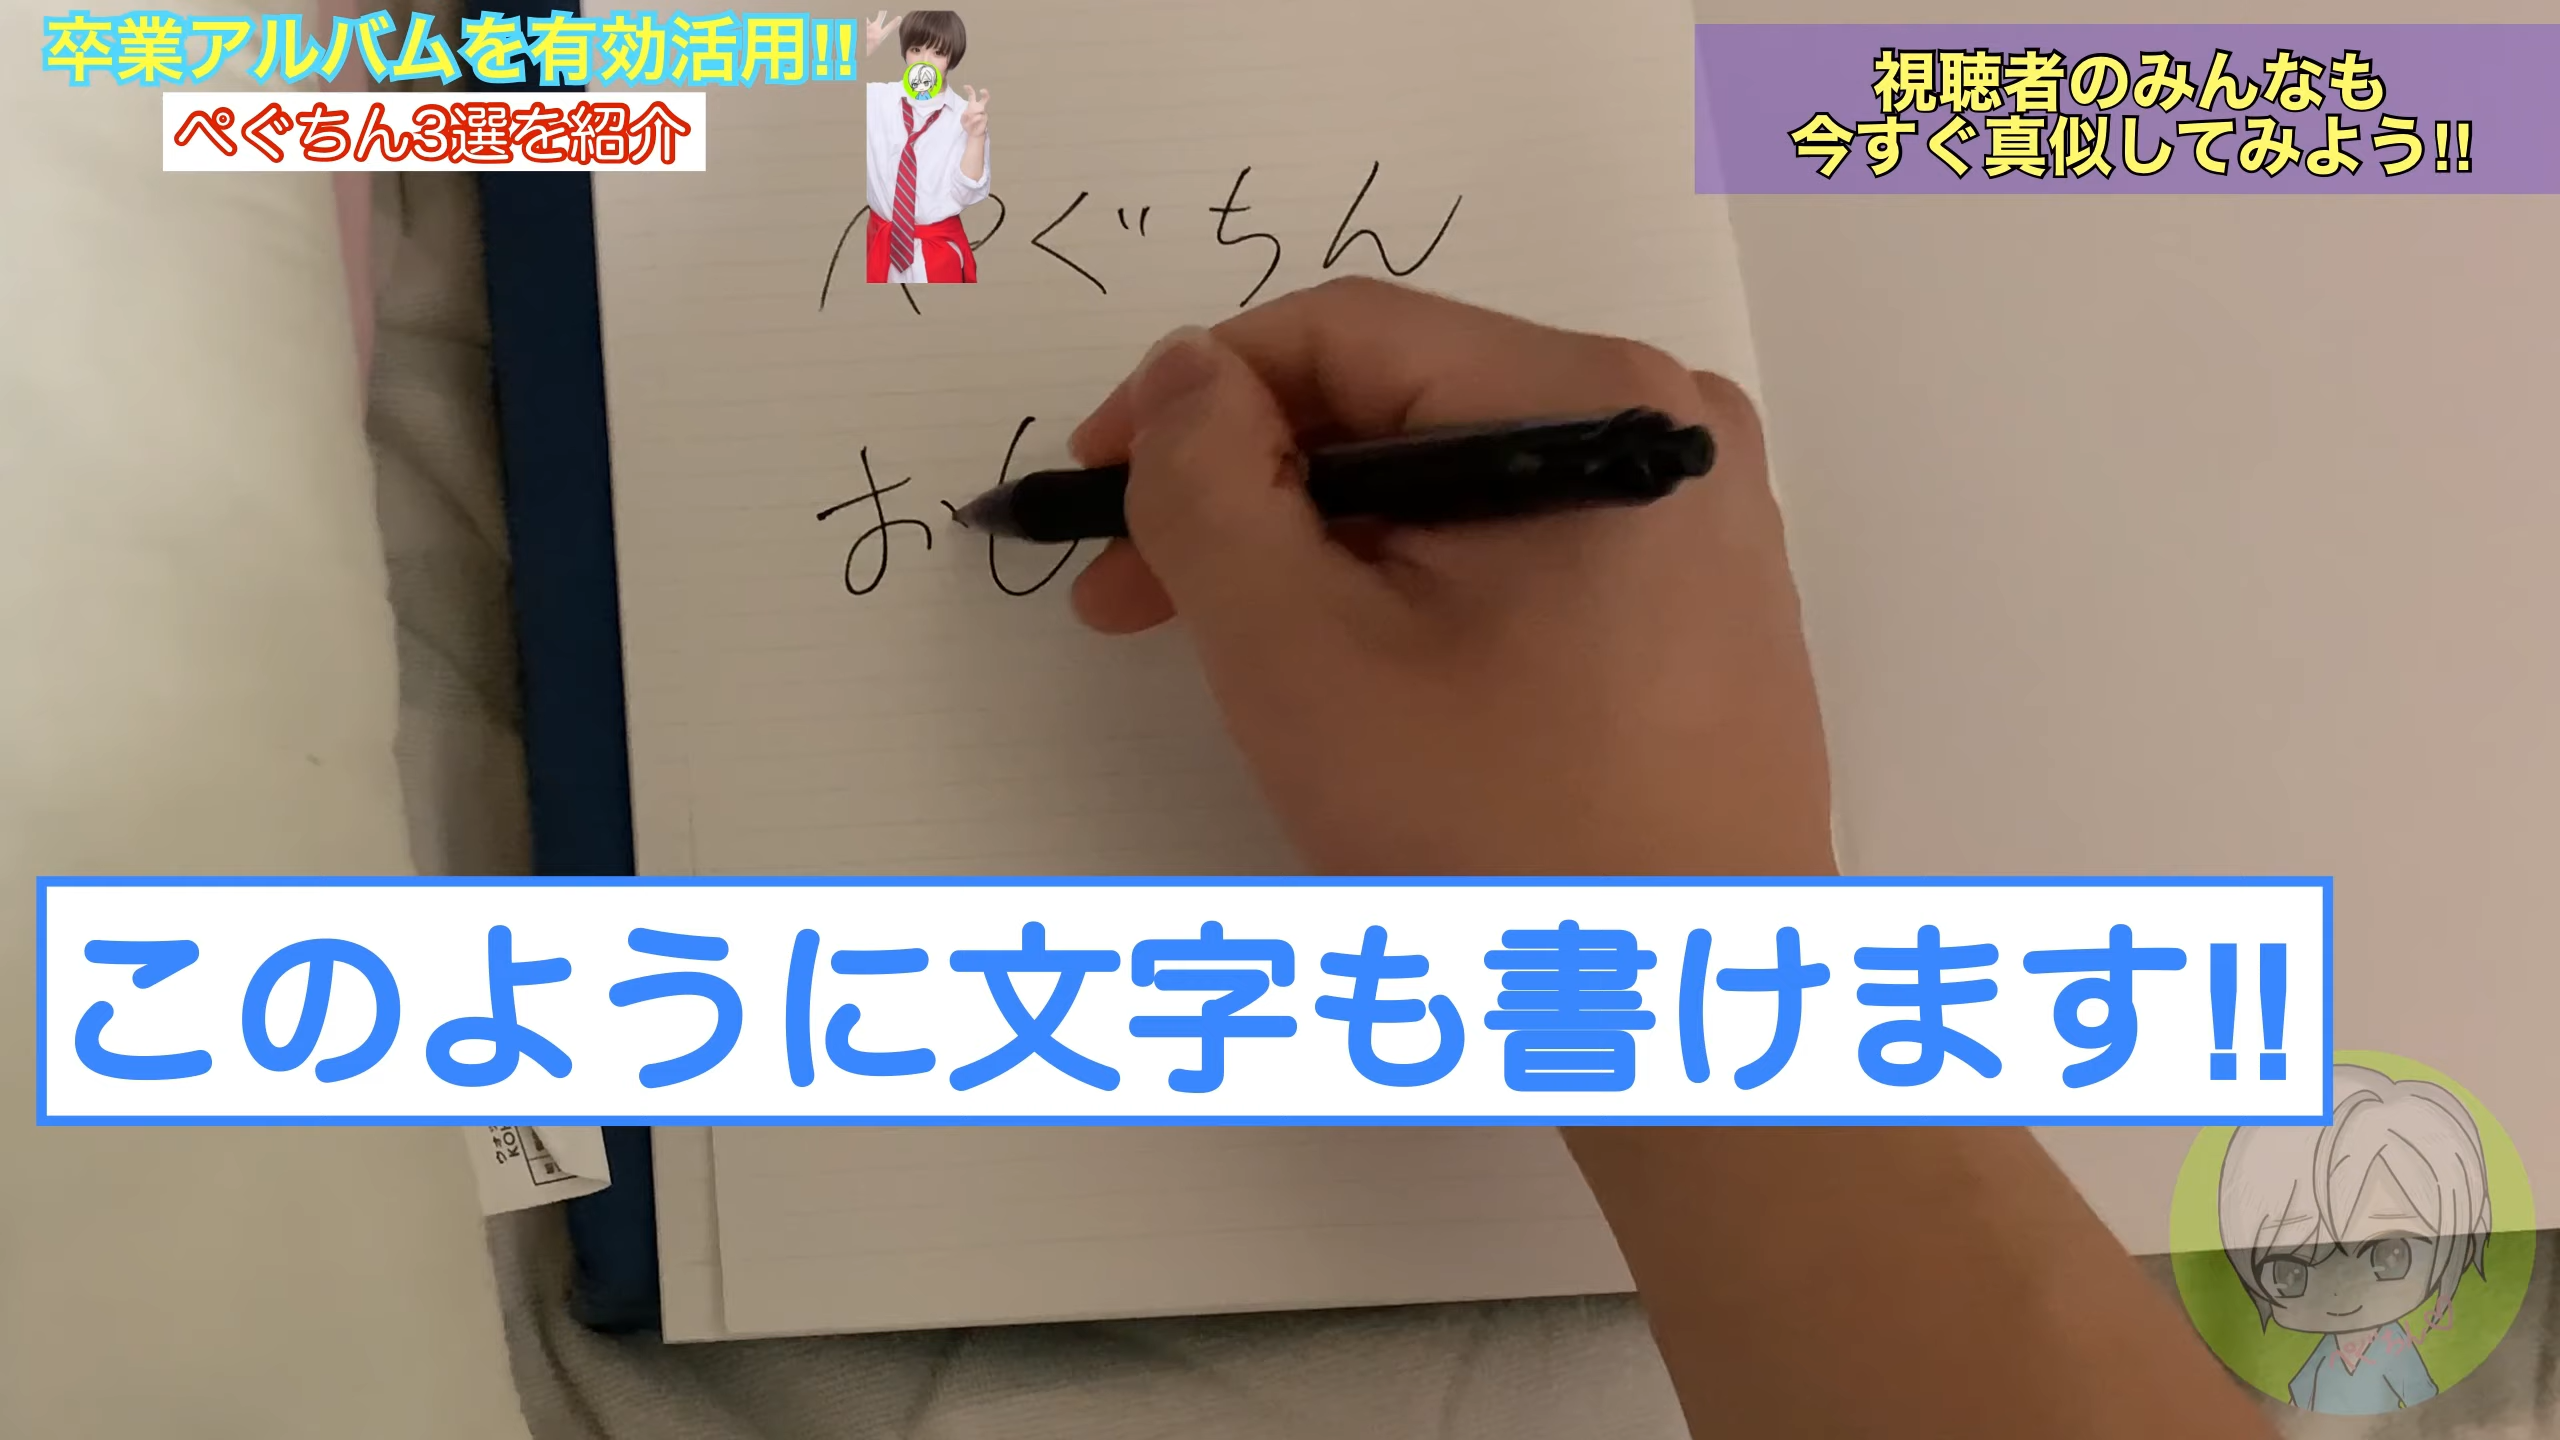 卒業アルバムを有効活用!!
ぺぐちん3選を紹介
視聴者のみんなも
今すぐ真似してみよう!!
ぺぐちん
おも
このように文字も書けます!!